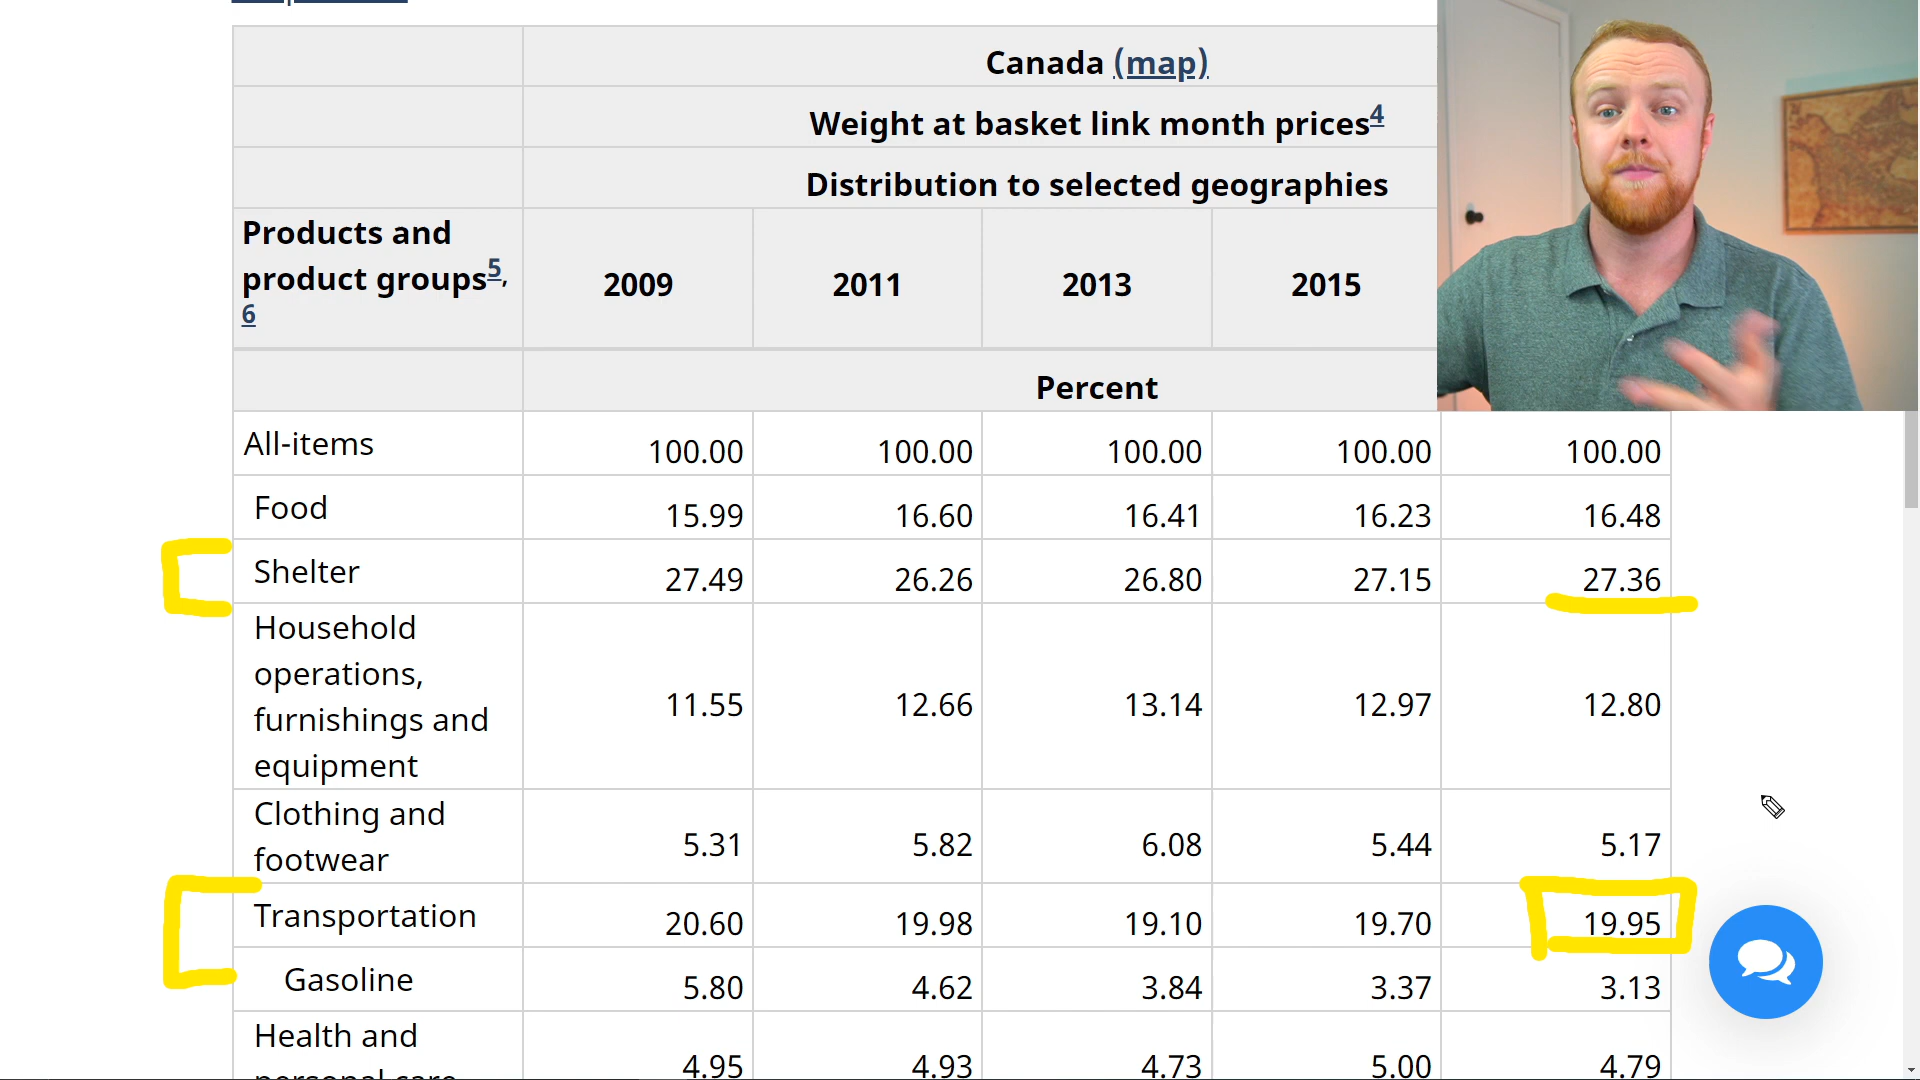 Canada (map)
Weight at basket link month prices4
Distribution to selected geographies
Products and
product groups5,
6
2009 2011 2013 2015
Percent
All-items 100.00 100.00 100.00 100.00 100.00
Food 15.99 16.60 16.41 16.23 16.48
Shelter 27.49 26.26 26.80 27.15 27.36
Household
operations,
furnishings and
equipment
11.55 12.66 13.14 12.97 12.80
Clothing and
footwear
5.31 5.82 6.08 5.44 5.17
Transportation 20.60 19.98 19.10 19.70 19.95
Gasoline 5.80 4.62 3.84 3.37 3.13
Health and
personal care
4.95 4.93 4.73 5.00 4.79